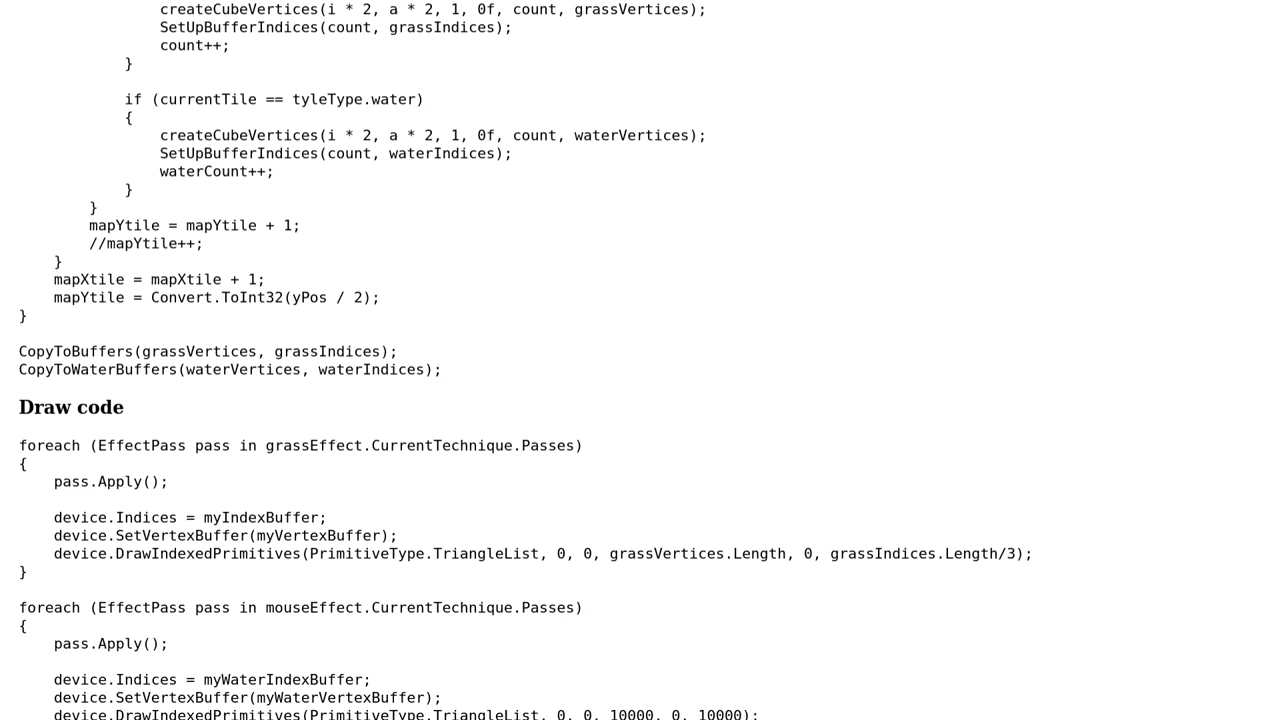 createCubeVertices(i * 2, a * 2, 1, 0f, count, grassVertices);
SetUpBufferIndices(count, grassIndices);
count++;
}
if (currentTile == tyleType.water)
{
createCubeVertices(i * 2, a * 2, 1, 0f, count, waterVertices);
SetUpBufferIndices(count, waterIndices);
waterCount++;
}
}
mapYtile = mapYtile + 1;
//mapYtile++;
}
mapXtile = mapXtile + 1;
mapYtile = Convert.ToInt32(yPos / 2);
}
CopyToBuffers(grassVertices, grassIndices);
CopyToWaterBuffers(waterVertices, waterIndices);
Draw code
foreach (EffectPass pass in grassEffect.CurrentTechnique.Passes)
{
pass.Apply();
device.Indices = myIndexBuffer;
device.SetVertexBuffer(myVertexBuffer);
device.DrawIndexedPrimitives(PrimitiveType.TriangleList, 0, 0, grassVertices.Length, 0, grassIndices.Length/3);
}
foreach (EffectPass pass in mouseEffect.CurrentTechnique.Passes)
{
pass.Apply();
device.Indices = myWaterIndexBuffer;
device.SetVertexBuffer(myWaterVertexBuffer);
device.DrawIndexedPrimitives(PrimitiveType.TriangleList, 0, 0, 10000, 0, 10000);